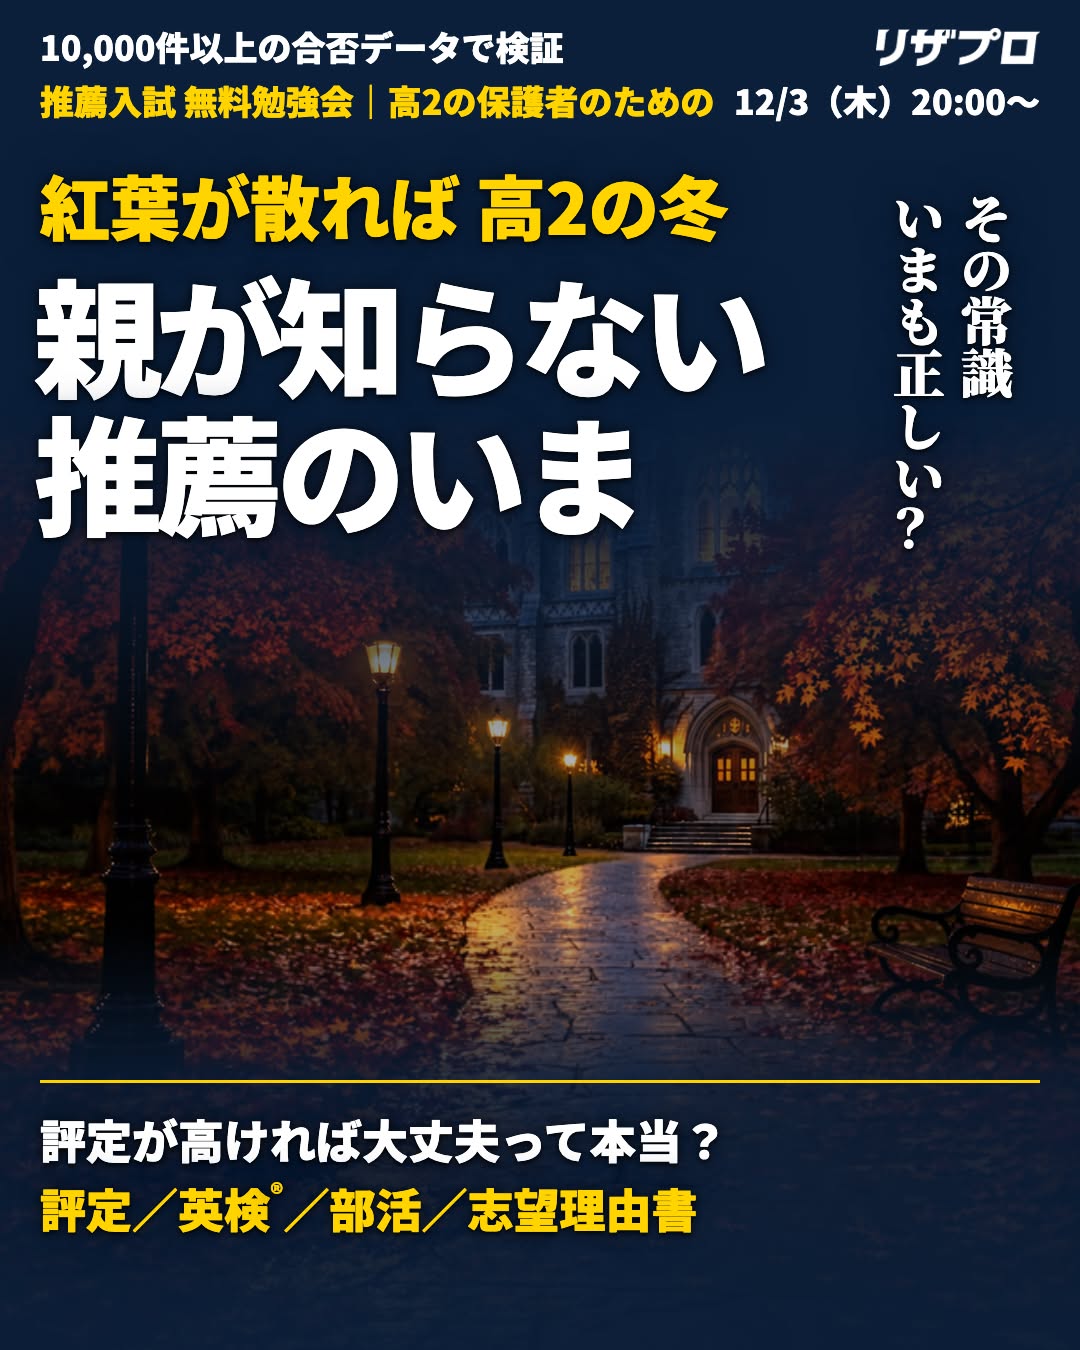 10,000件以上の合否データで検証
リザプロ
推薦入試 無料勉強会｜高2の保護者のための 12/3（木）20:00〜
紅葉が散れば 高2の冬
親が知らない
推薦のいま
その常識
いまも正しい？
評定が高ければ大丈夫って本当？
評定／英検®／部活／志望理由書